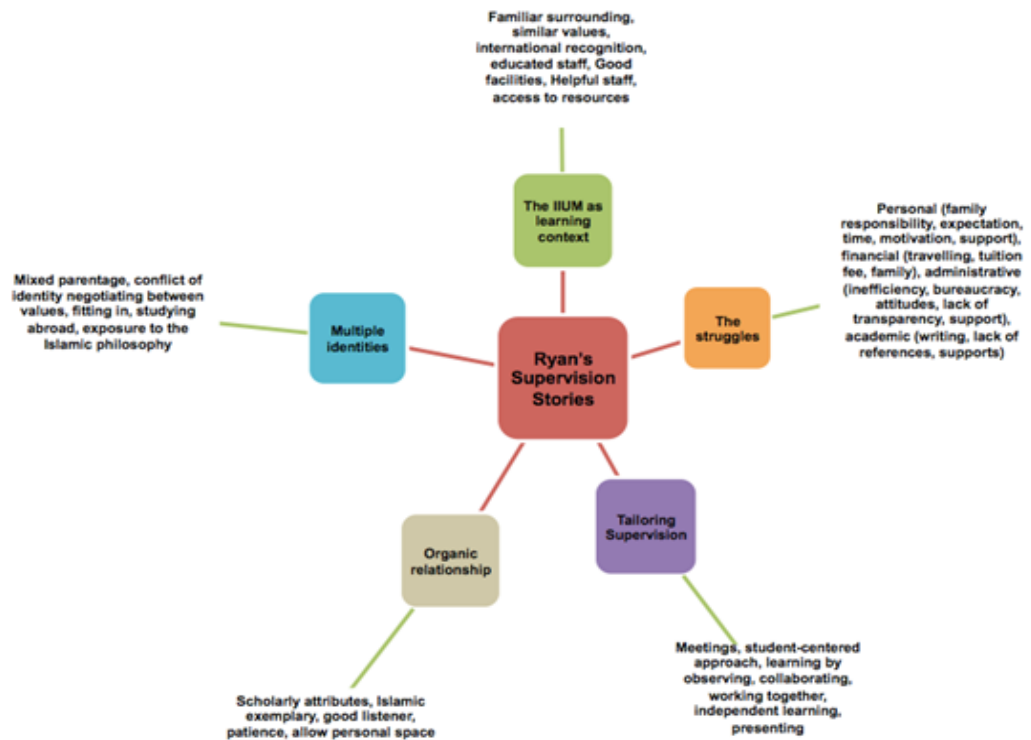 Familiar surrounding,
similar values,
international recognition,
educated staff, Good
facilities, Helpful staff,
access to resources
The IIUM as
learning
context
Personal (family
responsibility, expectation,
time, motivation, support),
financial (travelling, tuition
fee, family), administrative
(inefficiency, bureaucracy,
attitudes, lack of
transparency, support),
academic (writing, lack of
references, supports)
The
struggles
Mixed parentage, conflict of
identity negotiating between
values, fitting in, studying
abroad, exposure to the
Islamic philosophy
Multiple
identities
Ryan's
Supervision
Stories
Organic
relationship
Tailoring
Supervision
Scholarly attributes, Islamic
exemplary, good listener,
patience, allow personal space
Meetings, student-centered
approach, learning by
observing, collaborating,
working together,
independent learning,
presenting